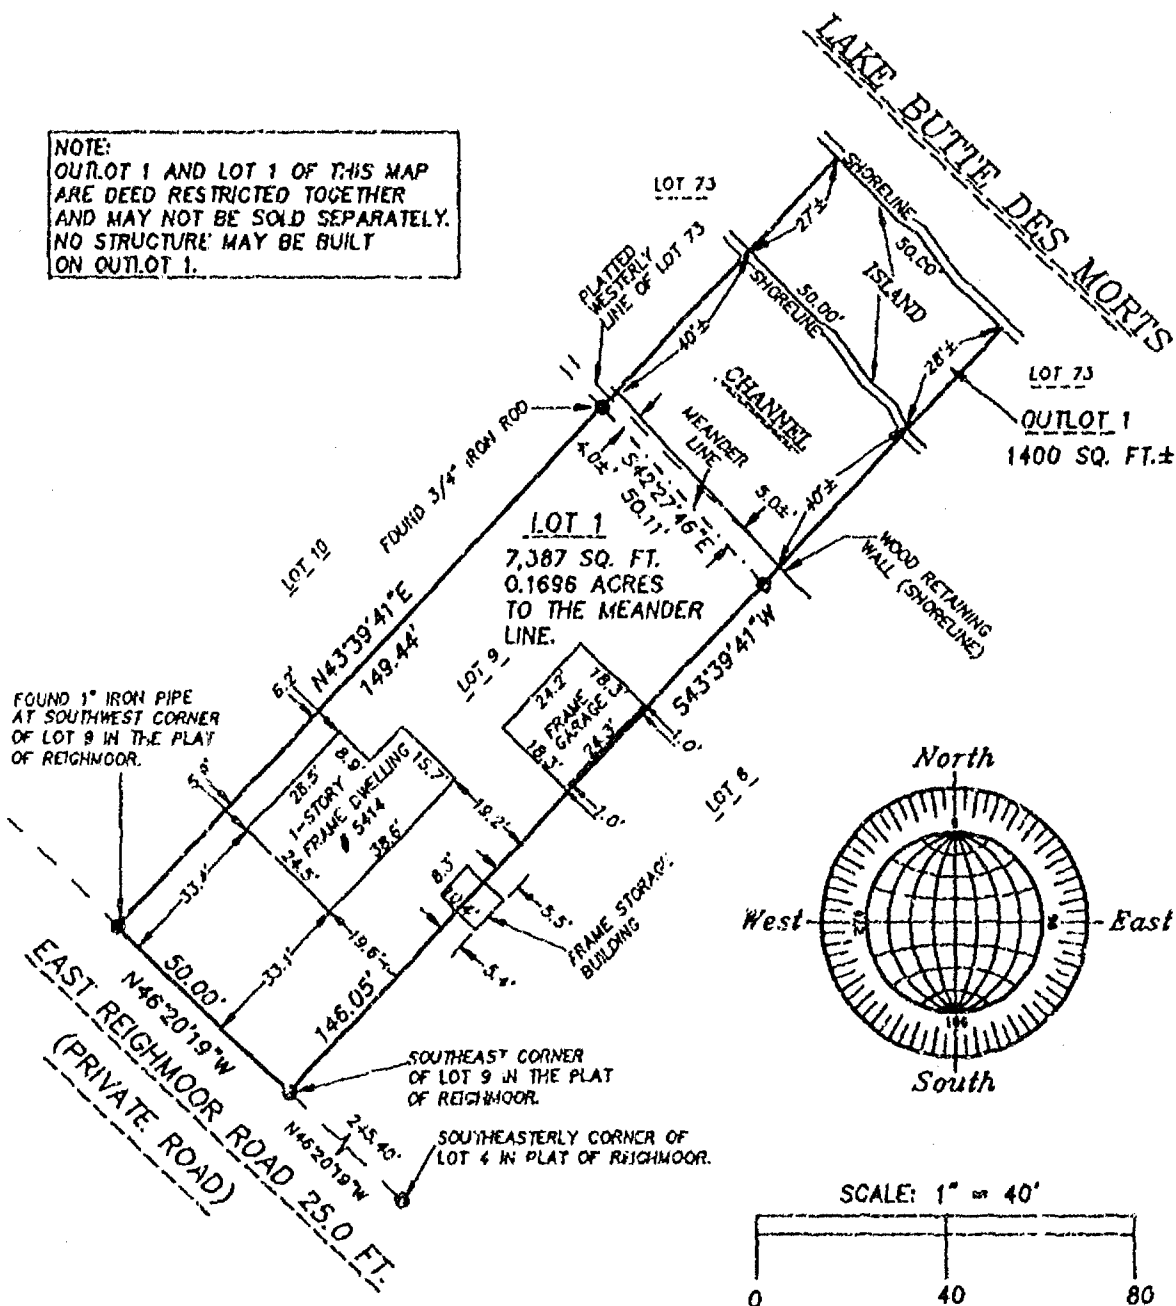 LAKE BUTTE DES MORTS
NOTE:
OUTLOT 1 AND LOT 1 OF THIS MAP
ARE DEED RESTRICTED TOGETHER
AND MAY NOT BE SOLD SEPARATELY.
NO STRUCTURE MAY BE BUILT
ON OUTLOT 1.
LOT 73
SHORELINE
27'±
50.00'
ISLAND
PLATTED
WESTERLY
LINE OF LOT 73
50.00'
SHORELINE
40'±
28'±
LOT 73
CHANNEL
OUTLOT 1
1400 SQ. FT.±
MEANDER
LINE
40'±
5.0±'
4.0±'
S42°27'46"E
50.11'
FOUND 3/4" IRON ROD
WOOD RETAINING
WALL (SHORELINE)
LOT 10
LOT 1
7,387 SQ. FT.
0.1696 ACRES
TO THE MEANDER
LINE.
N43°39'41"E
149.44'
LOT 9
S43°39'41"W
24.2'
18.3'
FRAME
GARAGE
18.3'
24.3'
1.0'
1.0'
LOT 8
FOUND 1" IRON PIPE
AT SOUTHWEST CORNER
OF LOT 9 IN THE PLAT
OF REIGHMOOR.
6.2'
28.5'
8.9'
15.7'
1-STORY
FRAME DWELLING
5414
38.6'
24.5'
19.2'
33.4'
33.1'
19.6'
8.3'
10.4'
5.5'
5.4'
FRAME STORAGE
BUILDING
146.05'
50.00'
N46°20'19"W
EAST REIGHMOOR ROAD 25.0 FT.
(PRIVATE ROAD)
SOUTHEAST CORNER
OF LOT 9 IN THE PLAT
OF REIGHMOOR.
245.40'
N46°20'19"W
SOUTHEASTERLY CORNER OF
LOT 4 IN PLAT OF REIGHMOOR.
North
West
East
South
SCALE: 1" = 40'
0 40 80